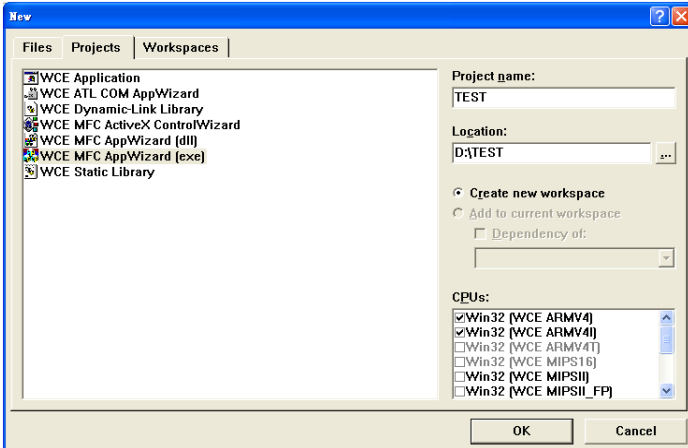 New
Files
Projects
Workspaces
WCE Application
WCE ATL COM AppWizard
WCE Dynamic-Link Library
WCE MFC ActiveX ControlWizard
WCE MFC AppWizard (dll)
WCE MFC AppWizard (exe)
WCE Static Library
Project name:
TEST
Location:
D:\TEST
...
Create new workspace
Add to current workspace
Dependency of:
CPUs:
Win32 (WCE ARMV4)
Win32 (WCE ARMV4I)
Win32 (WCE ARMV4T)
Win32 (WCE MIPS16)
Win32 (WCE MIPSII)
Win32 (WCE MIPSII_FP)
OK
Cancel